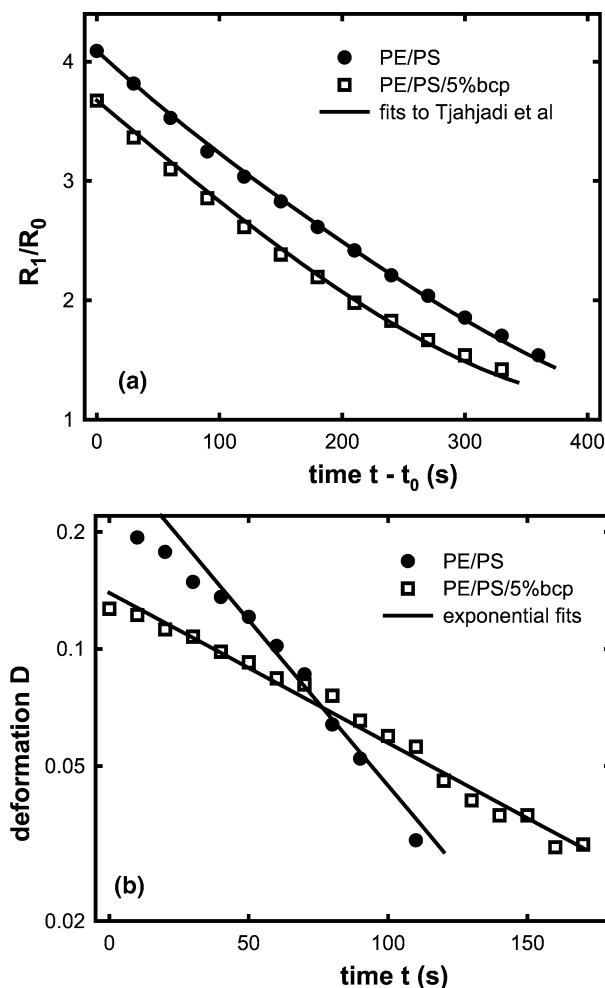 4
3
2
1
R1/R0
PE/PS
PE/PS/5%bcp
fits to Tjahjadi et al
(a)
0
100
200
300
400
time t - t0 (s)
0.2
0.1
0.05
0.02
deformation D
PE/PS
PE/PS/5%bcp
exponential fits
(b)
0
50
100
150
time t (s)